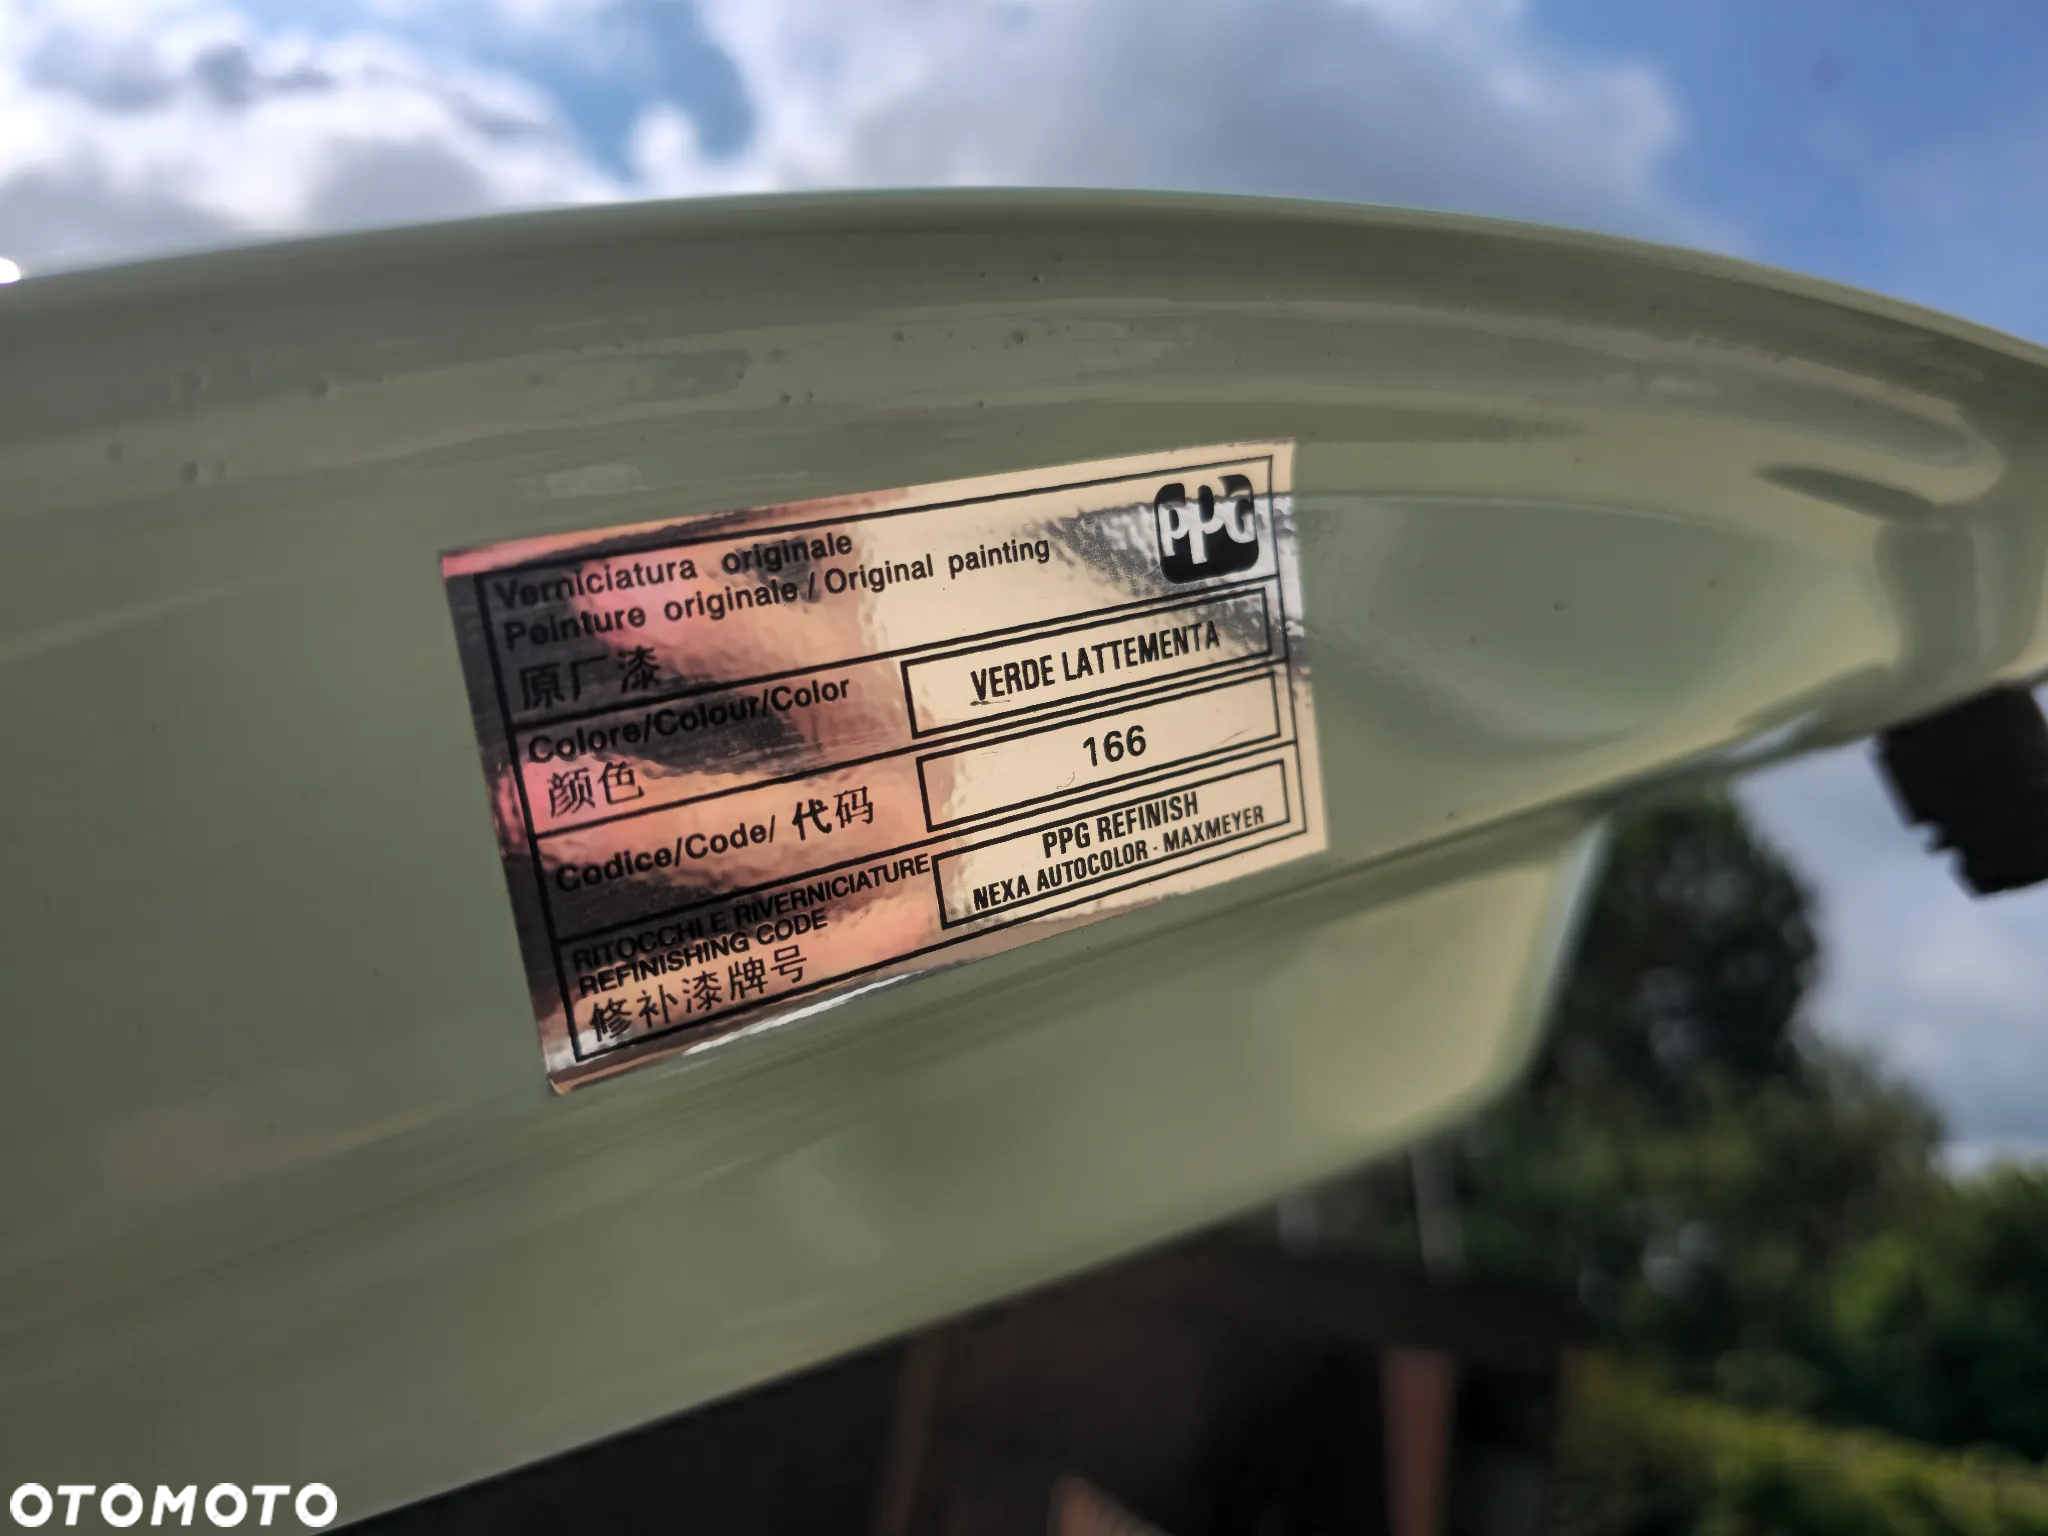 Verniciatura originale
Peinture originale / Original painting
原厂漆
PPG
Colore/Colour/Color
颜色
VERDE LATTEMENTA
Codice/Code/ 代码
166
RITOCCHI E RIVERNICIATURE
REFINISHING CODE
修补漆牌号
PPG REFINISH
NEXA AUTOCOLOR - MAXMEYER
OTOMOTO